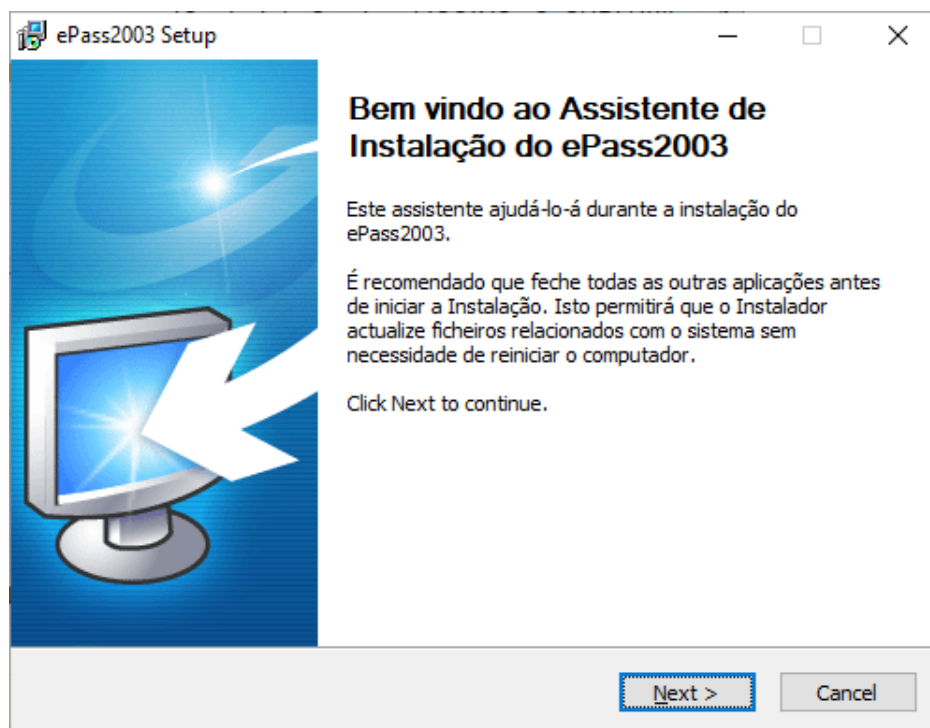 ePass2003 Setup
Bem vindo ao Assistente de
Instalação do ePass2003
Este assistente ajudá-lo-á durante a instalação do
ePass2003.
É recomendado que feche todas as outras aplicações antes
de iniciar a Instalação. Isto permitirá que o Instalador
actualize ficheiros relacionados com o sistema sem
necessidade de reiniciar o computador.
Click Next to continue.
Next >
Cancel